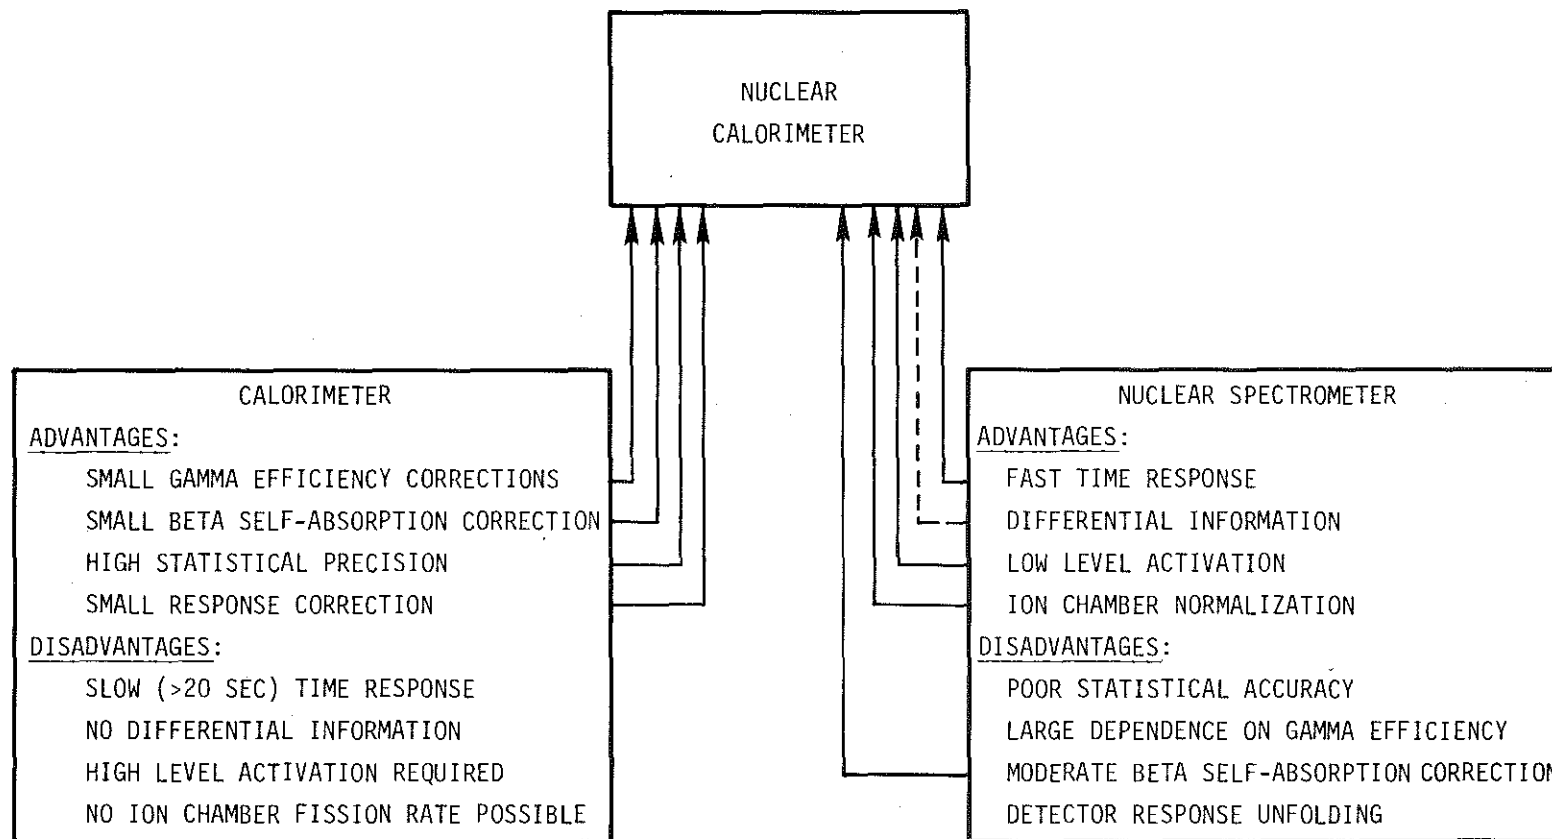 NUCLEAR
CALORIMETER
CALORIMETER
ADVANTAGES:
SMALL GAMMA EFFICIENCY CORRECTIONS
SMALL BETA SELF-ABSORPTION CORRECTION
HIGH STATISTICAL PRECISION
SMALL RESPONSE CORRECTION
DISADVANTAGES:
SLOW (>20 SEC) TIME RESPONSE
NO DIFFERENTIAL INFORMATION
HIGH LEVEL ACTIVATION REQUIRED
NO ION CHAMBER FISSION RATE POSSIBLE
NUCLEAR SPECTROMETER
ADVANTAGES:
FAST TIME RESPONSE
DIFFERENTIAL INFORMATION
LOW LEVEL ACTIVATION
ION CHAMBER NORMALIZATION
DISADVANTAGES:
POOR STATISTICAL ACCURACY
LARGE DEPENDENCE ON GAMMA EFFICIENCY
MODERATE BETA SELF-ABSORPTION CORRECTION
DETECTOR RESPONSE UNFOLDING